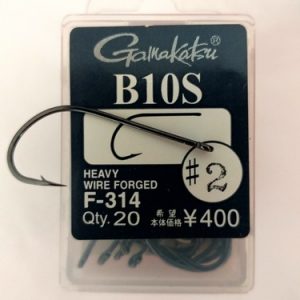 Gamakatsu®
B10S
#2
HEAVY
WIRE FORGED
F-314
Qty. 20 希望 本体価格 ¥400